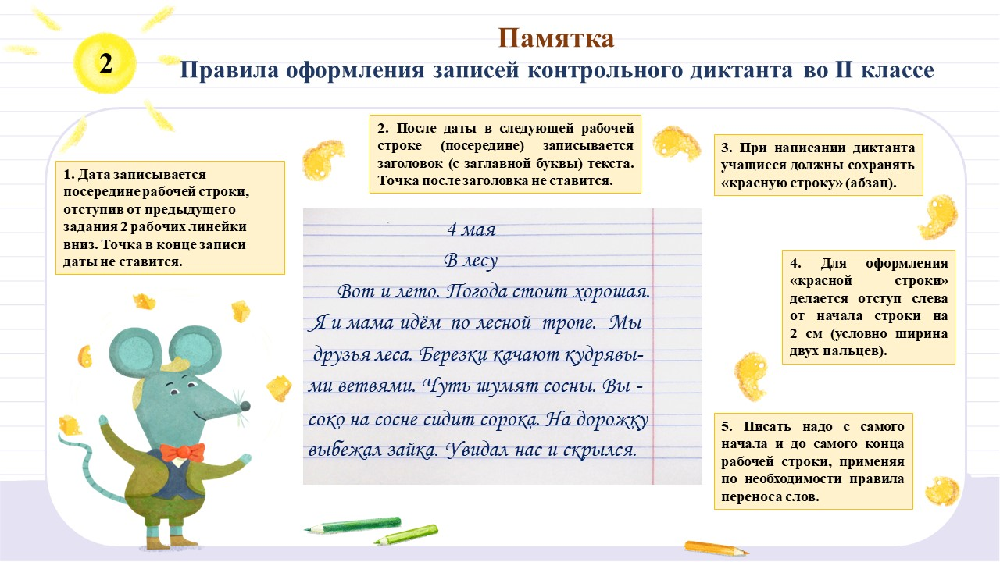 2
Памятка
Правила оформления записей контрольного диктанта во II классе
1. Дата записывается
посередине рабочей строки,
отступив от предыдущего
задания 2 рабочих линейки
вниз. Точка в конце записи
даты не ставится.
2. После даты в следующей рабочей
строке (посередине) записывается
заголовок (с заглавной буквы) текста.
Точка после заголовка не ставится.
3. При написании диктанта
учащиеся должны сохранять
«красную строку» (абзац).
4. Для оформления
«красной строки»
делается отступ слева
от начала строки на
2 см (условно ширина
двух пальцев).
5. Писать надо с самого
начала и до самого конца
рабочей строки, применяя
по необходимости правила
переноса слов.
4 мая
В лесу
Вот и лето. Погода стоит хорошая.
Я и мама идём по лесной тропе. Мы
друзья леса. Березки качают кудрявы-
ми ветвями. Чуть шумят сосны. Вы -
соко на сосне сидит сорока. На дорожку
выбежал зайка. Увидал нас и скрылся.